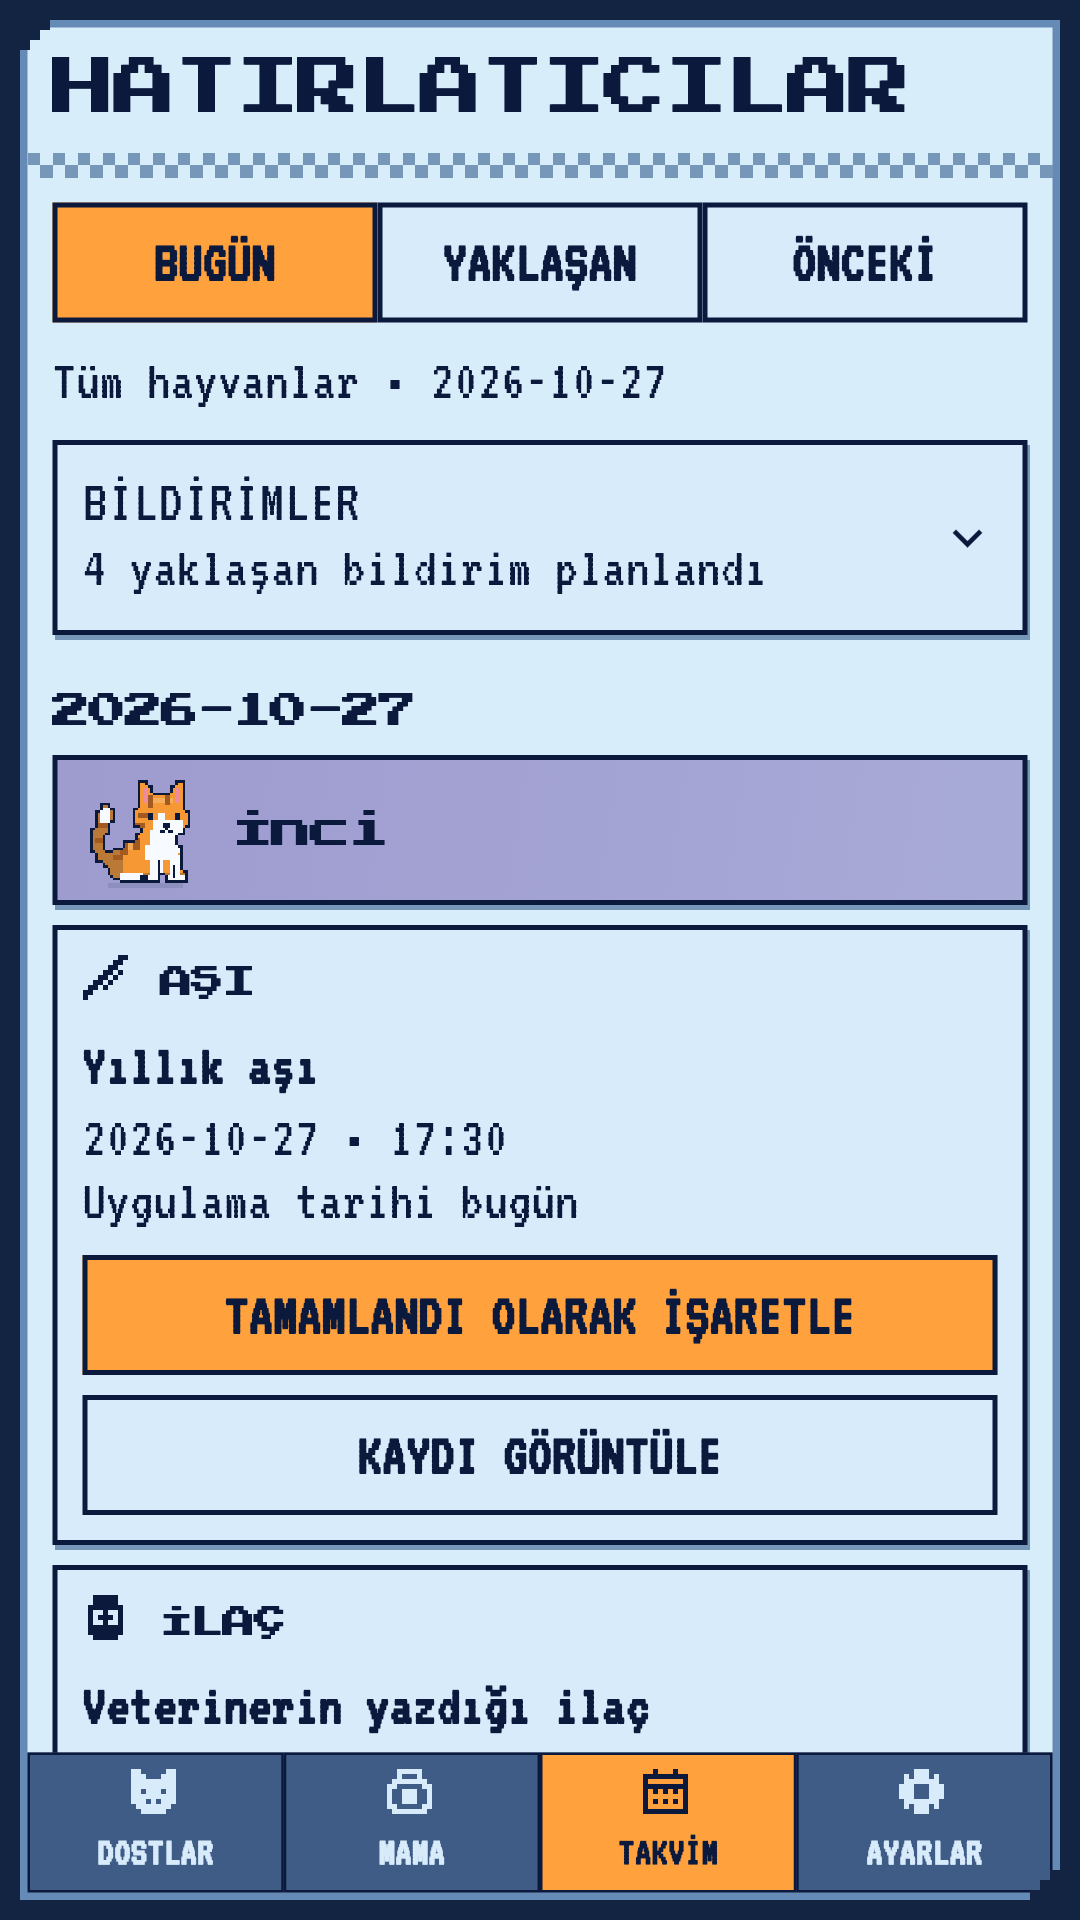 HATIRLATICILAR
BUGÜN
YAKLAŞAN
ÖNCEKİ
Tüm hayvanlar · 2026-10-27
BİLDİRİMLER
4 yaklaşan bildirim planlandı
2026-10-27
İnci
AŞI
Yıllık aşı
2026-10-27 · 17:30
Uygulama tarihi bugün
TAMAMLANDI OLARAK İŞARETLE
KAYDI GÖRÜNTÜLE
İLAÇ
Veterinerin yazdığı ilaç
DOSTLAR
MAMA
TAKVİM
AYARLAR